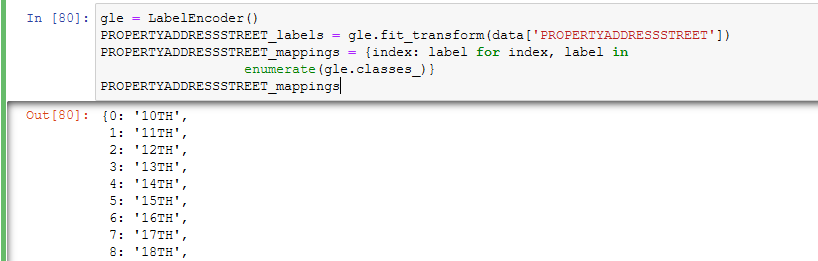 In [80]: gle = LabelEncoder()
PROPERTYADDRESSSTREET_labels = gle.fit_transform(data['PROPERTYADDRESSSTREET'])
PROPERTYADDRESSSTREET_mappings = {index: label for index, label in
enumerate(gle.classes_)}
PROPERTYADDRESSSTREET_mappings
Out[80]: {0: '10TH',
1: '11TH',
2: '12TH',
3: '13TH',
4: '14TH',
5: '15TH',
6: '16TH',
7: '17TH',
8: '18TH',